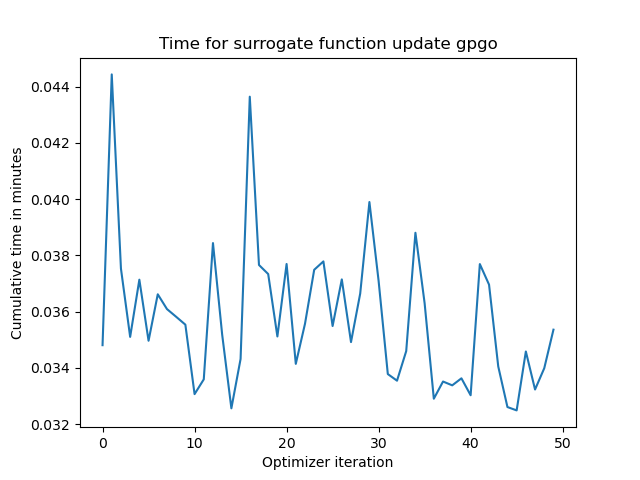 Time for surrogate function update gpgo
Cumulative time in minutes
0.044
0.042
0.040
0.038
0.036
0.034
0.032
0 10 20 30 40 50
Optimizer iteration